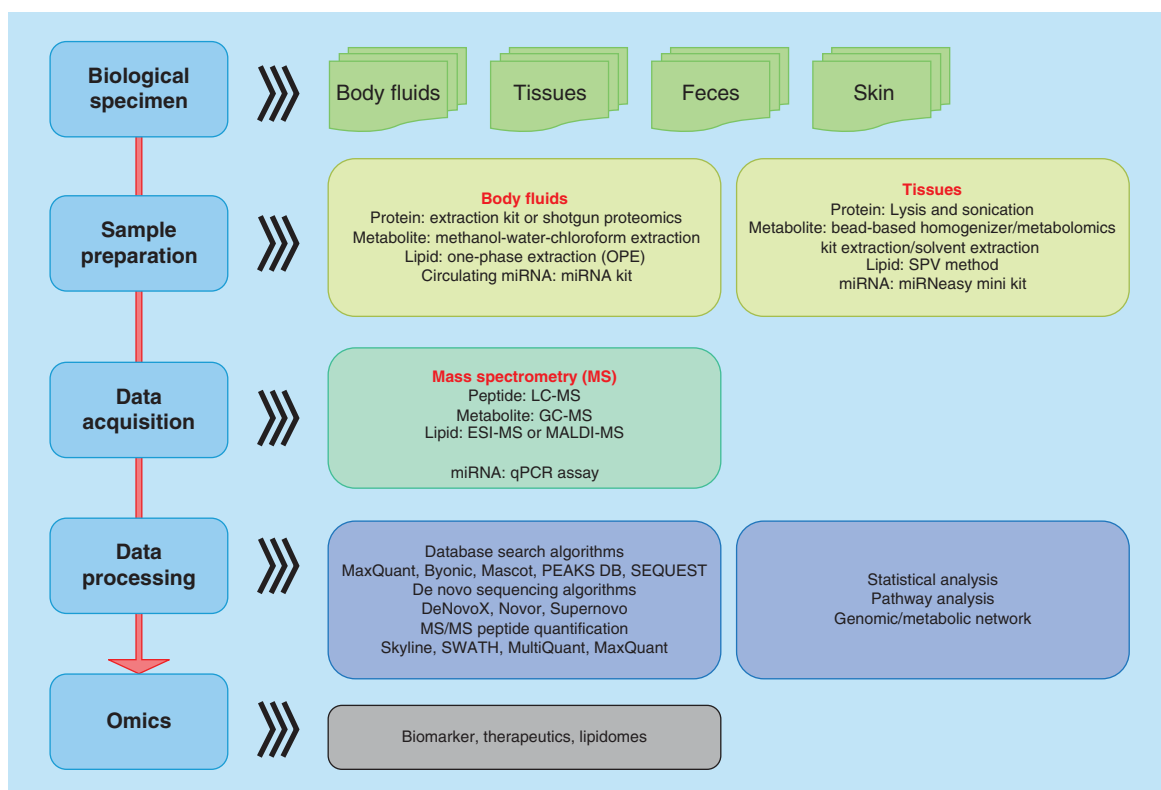 Biological
specimen
Body fluids
Tissues
Feces
Skin
Sample
preparation
Body fluids
Protein: extraction kit or shotgun proteomics
Metabolite: methanol-water-chloroform extraction
Lipid: one-phase extraction (OPE)
Circulating miRNA: miRNA kit
Tissues
Protein: Lysis and sonication
Metabolite: bead-based homogenizer/metabolomics
kit extraction/solvent extraction
Lipid: SPV method
miRNA: miRNeasy mini kit
Data
acquisition
Mass spectrometry (MS)
Peptide: LC-MS
Metabolite: GC-MS
Lipid: ESI-MS or MALDI-MS
miRNA: qPCR assay
Data
processing
Database search algorithms
MaxQuant, Byonic, Mascot, PEAKS DB, SEQUEST
De novo sequencing algorithms
DeNovoX, Novor, Supernovo
MS/MS peptide quantification
Skyline, SWATH, MultiQuant, MaxQuant
Statistical analysis
Pathway analysis
Genomic/metabolic network
Omics
Biomarker, therapeutics, lipidomes